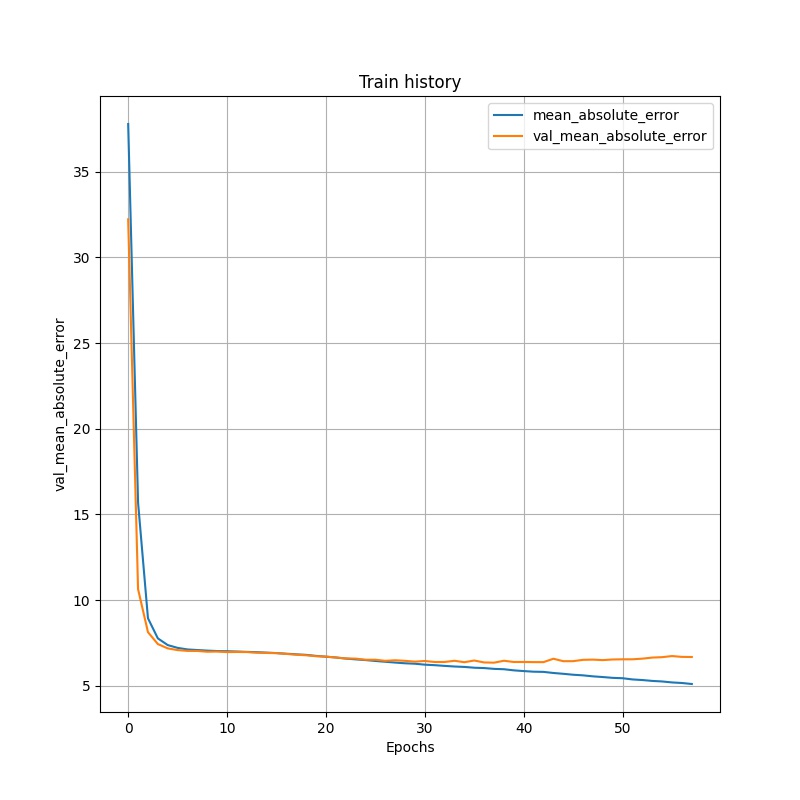 Train history
mean_absolute_error
val_mean_absolute_error
val_mean_absolute_error
35
30
25
20
15
10
5
0 10 20 30 40 50
Epochs